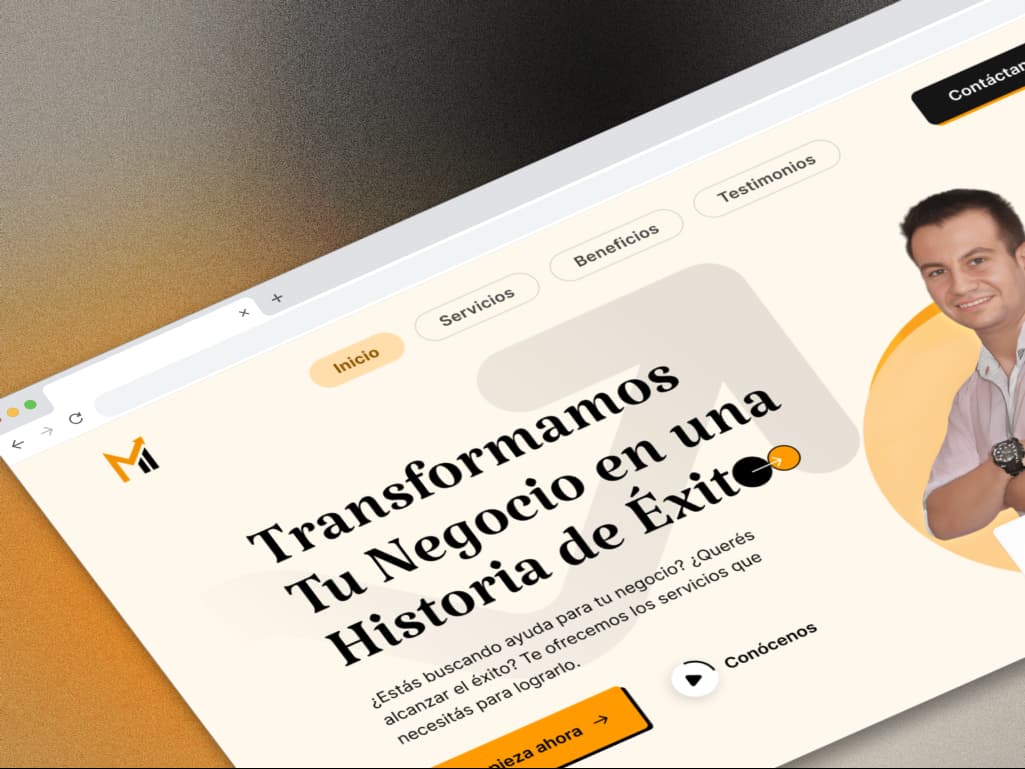 Contáctan
Inicio
Servicios
Beneficios
Testimonios
Transformamos
Tu Negocio en una
Historia de Éxito
¿Estás buscando ayuda para tu negocio? ¿Querés
alcanzar el éxito? Te ofrecemos los servicios que
necesitás para lograrlo.
pieza ahora
Conócenos